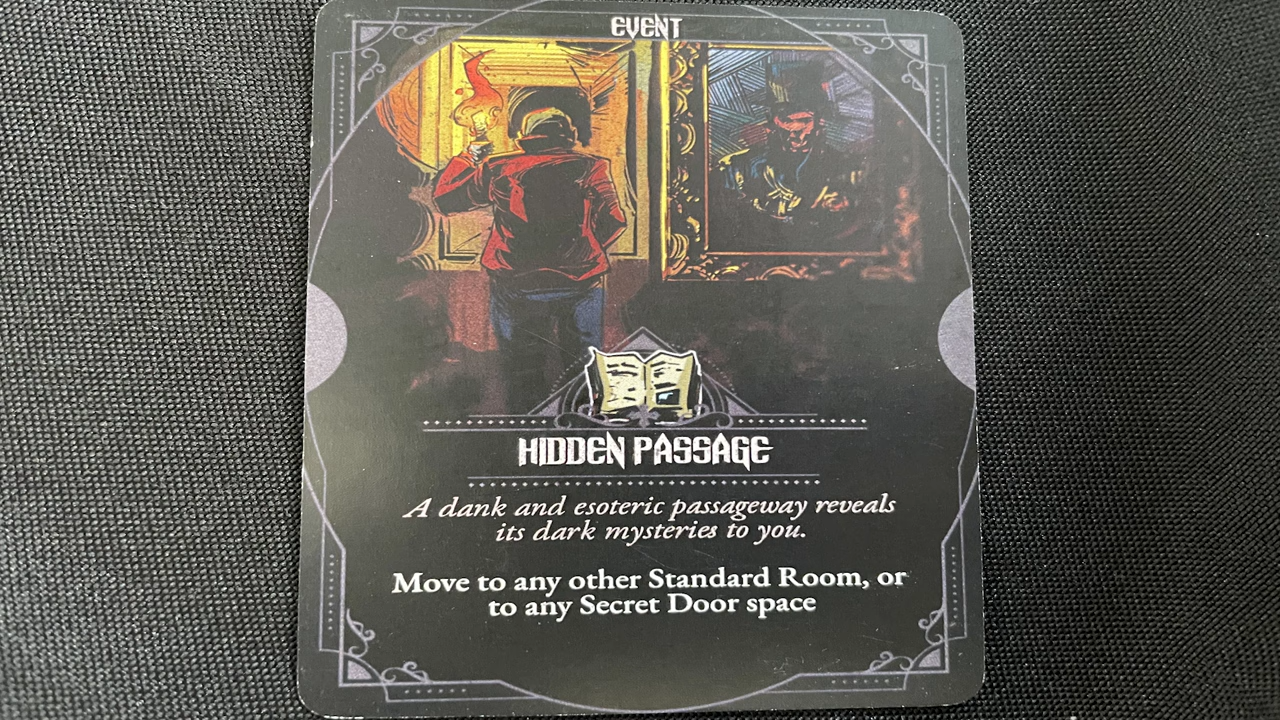 EVENT
HIDDEN PASSAGE
A dank and esoteric passageway reveals
its dark mysteries to you.
Move to any other Standard Room, or
to any Secret Door space